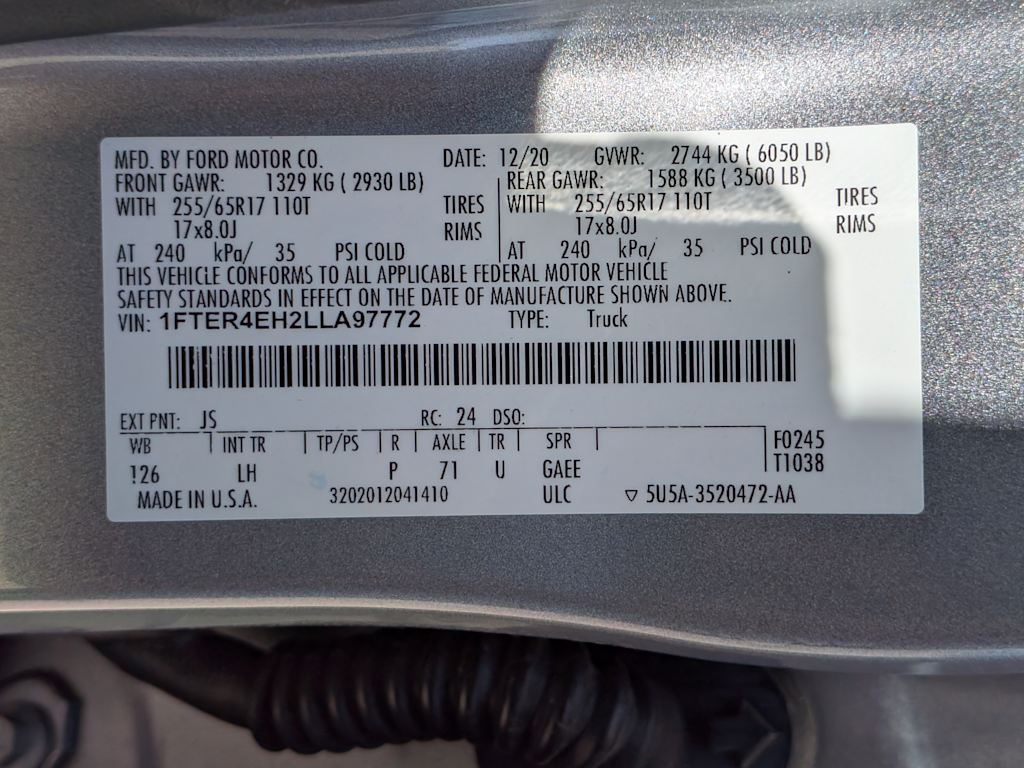 MFD. BY FORD MOTOR CO. DATE: 12/20 GVWR: 2744 KG ( 6050 LB)
FRONT GAWR: 1329 KG ( 2930 LB) REAR GAWR: 1588 KG ( 3500 LB)
WITH 255/65R17 110T TIRES WITH 255/65R17 110T TIRES
17x8.0J RIMS 17x8.0J RIMS
AT 240 kPa/ 35 PSI COLD AT 240 kPa/ 35 PSI COLD
THIS VEHICLE CONFORMS TO ALL APPLICABLE FEDERAL MOTOR VEHICLE
SAFETY STANDARDS IN EFFECT ON THE DATE OF MANUFACTURE SHOWN ABOVE.
VIN: 1FTER4EH2LLA97772 TYPE: Truck
EXT PNT: JS RC: 24 DSO:
WB INT TR TP/PS R AXLE TR SPR F0245
126 LH P 71 U GAEE T1038
MADE IN U.S.A. 3202012041410 ULC ▽ 5U5A-3520472-AA